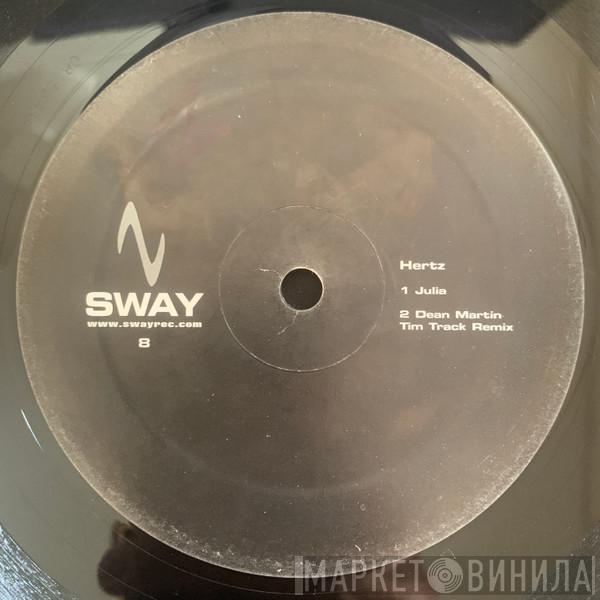 SWAY
www.swayrec.com
8
Hertz
1 Julia
2 Dean Martin
Tim Track Remix
МАРКЕТ ВИНИЛА